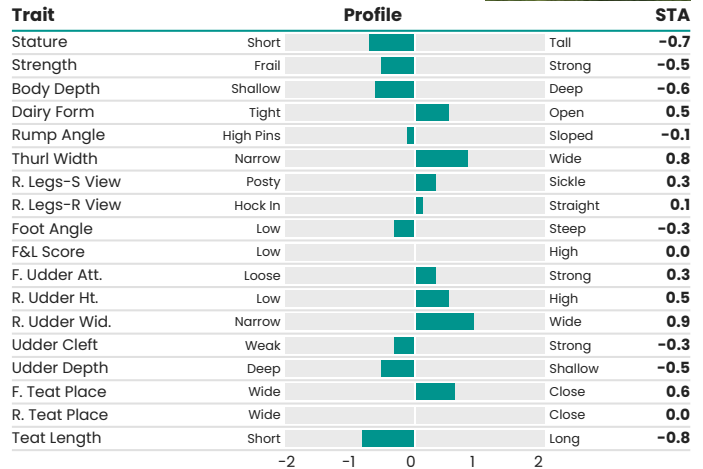 Trait Profile STA
Stature Short Tall -0.7
Strength Frail Strong -0.5
Body Depth Shallow Deep -0.6
Dairy Form Tight Open 0.5
Rump Angle High Pins Sloped -0.1
Thurl Width Narrow Wide 0.8
R. Legs-S View Posty Sickle 0.3
R. Legs-R View Hock In Straight 0.1
Foot Angle Low Steep -0.3
F&L Score Low High 0.0
F. Udder Att. Loose Strong 0.3
R. Udder Ht. Low High 0.5
R. Udder Wid. Narrow Wide 0.9
Udder Cleft Weak Strong -0.3
Udder Depth Deep Shallow -0.5
F. Teat Place Wide Close 0.6
R. Teat Place Wide Close 0.0
Teat Length Short Long -0.8
-2 -1 0 1 2